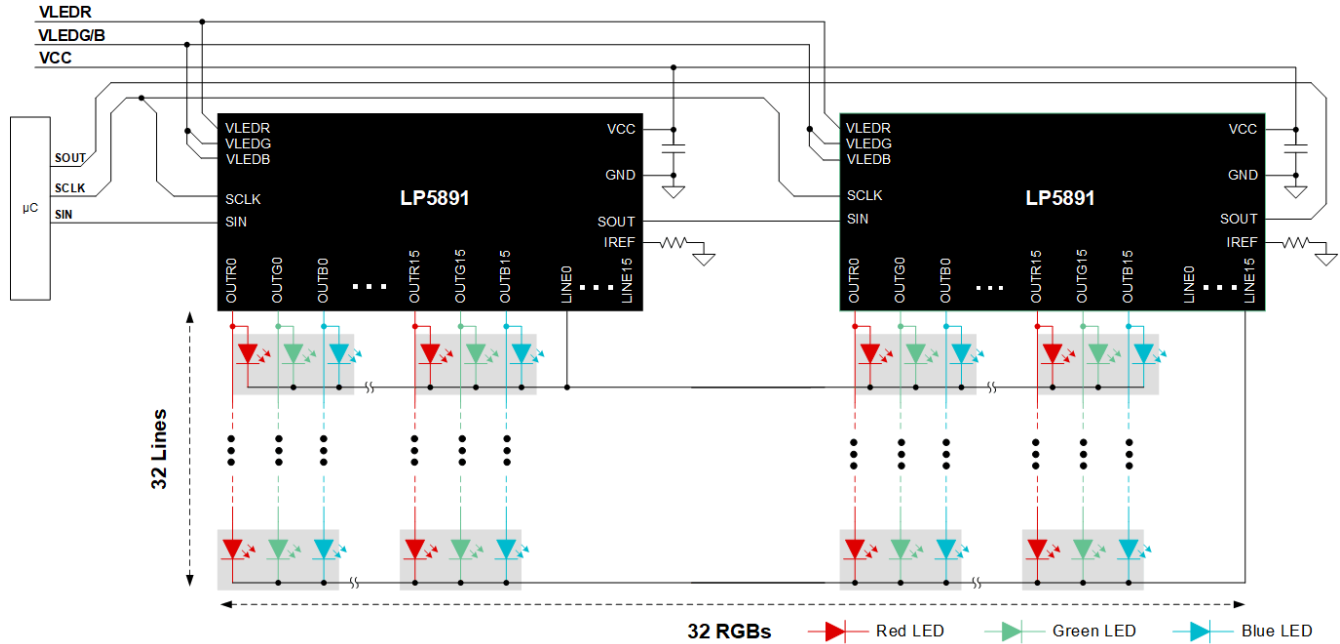 VLEDR
VLEDG/B
VCC
µC
SOUT
SCLK
SIN
VLEDR
VLEDG
VLEDB
SCLK
SIN
LP5891
VCC
GND
SOUT
IREF
OUTR0
OUTG0
OUTB0
OUTR15
OUTG15
OUTB15
LINE0
LINE15
VLEDR
VLEDG
VLEDB
SCLK
SIN
LP5891
VCC
GND
SOUT
IREF
OUTR0
OUTG0
OUTB0
OUTR15
OUTG15
OUTB15
LINE0
LINE15
32 Lines
32 RGBs
Red LED
Green LED
Blue LED